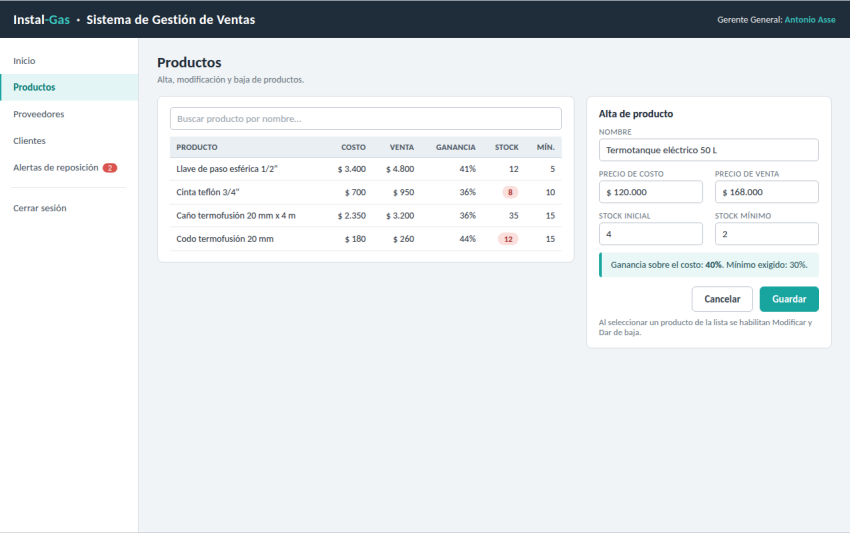 Instal-Gas · Sistema de Gestión de Ventas
Gerente General: Antonio Asse
Inicio
Productos
Proveedores
Clientes
Alertas de reposición 2
Cerrar sesión
Productos
Alta, modificación y baja de productos.
Buscar producto por nombre...
PRODUCTO COSTO VENTA GANANCIA STOCK MÍN.
Llave de paso esférica 1/2" $ 3.400 $ 4.800 41% 12 5
Cinta teflón 3/4" $ 700 $ 950 36% 8 10
Caño termofusión 20 mm x 4 m $ 2.350 $ 3.200 36% 35 15
Codo termofusión 20 mm $ 180 $ 260 44% 12 15
Alta de producto
NOMBRE
Termotanque eléctrico 50 L
PRECIO DE COSTO PRECIO DE VENTA
$ 120.000 $ 168.000
STOCK INICIAL STOCK MÍNIMO
4 2
Ganancia sobre el costo: 40%. Mínimo exigido: 30%.
Cancelar Guardar
Al seleccionar un producto de la lista se habilitan Modificar y
Dar de baja.